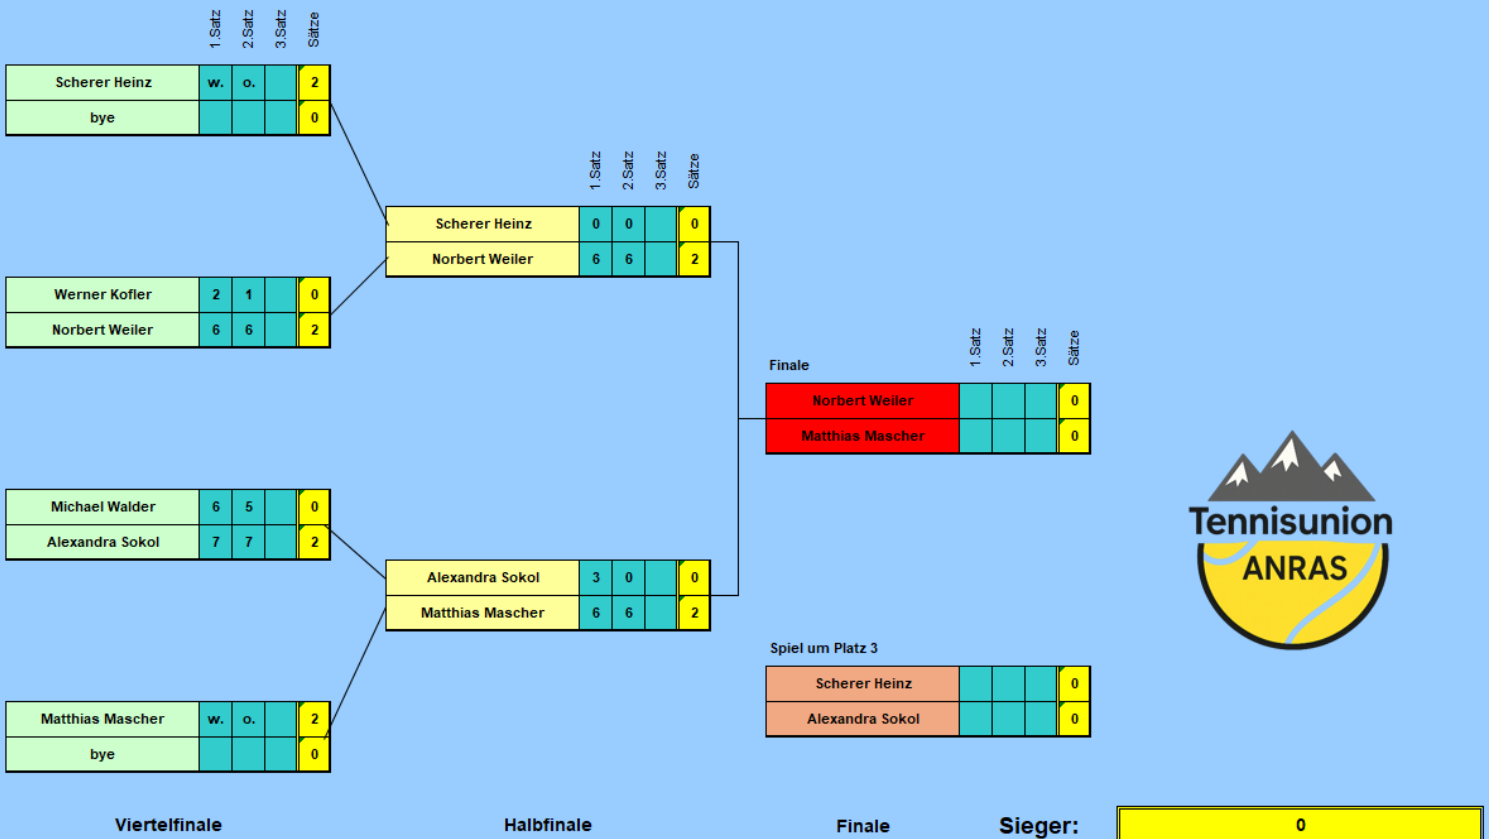 1.Satz 2.Satz 3.Satz Sätze
Scherer Heinz w. o. 2
bye 0
1.Satz 2.Satz 3.Satz Sätze
Scherer Heinz 0 0 0
Norbert Weiler 6 6 2
Werner Kofler 2 1 0
Norbert Weiler 6 6 2
1.Satz 2.Satz 3.Satz Sätze
Finale
Norbert Weiler 0
Matthias Mascher 0
Michael Walder 6 5 0
Alexandra Sokol 7 7 2
Tennisunion
ANRAS
Alexandra Sokol 3 0 0
Matthias Mascher 6 6 2
Spiel um Platz 3
Scherer Heinz 0
Alexandra Sokol 0
Matthias Mascher w. o. 2
bye 0
Viertelfinale Halbfinale Finale Sieger: 0